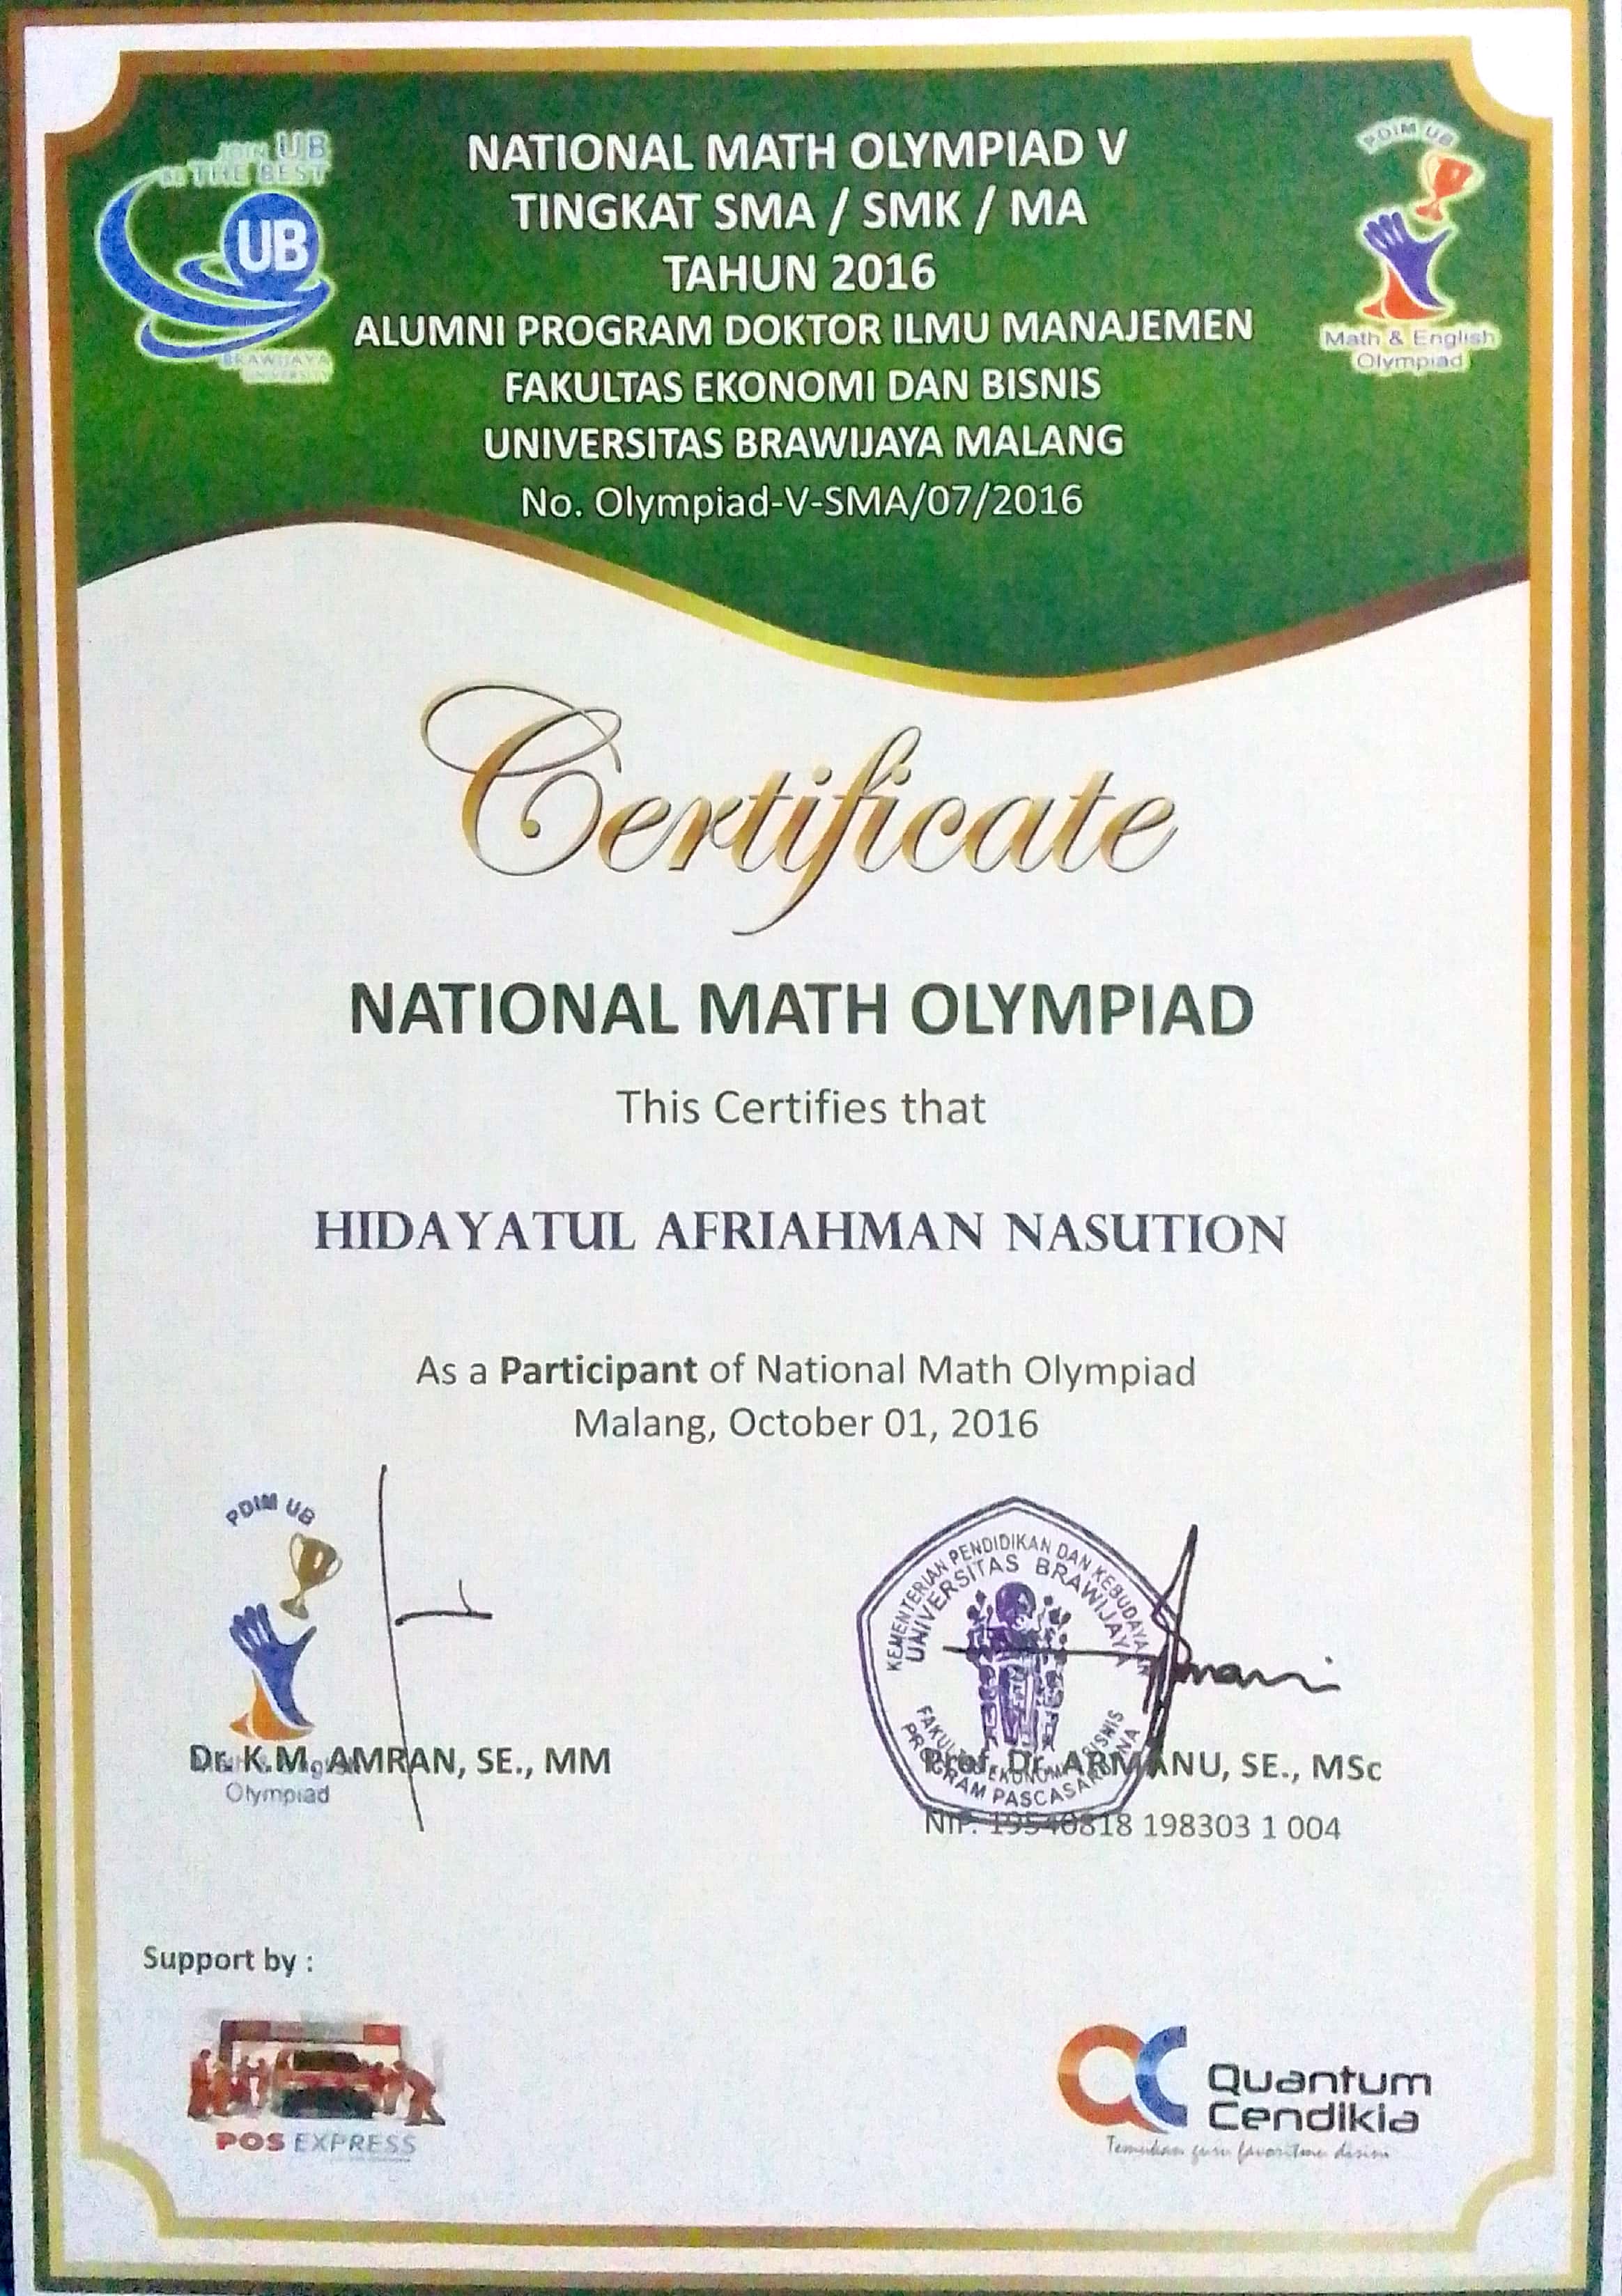 JOIN UB
BE THE BEST
UB
BRAWIJAYA
UNIVERSITY
NATIONAL MATH OLYMPIAD V
TINGKAT SMA / SMK / MA
TAHUN 2016
ALUMNI PROGRAM DOKTOR ILMU MANAJEMEN
FAKULTAS EKONOMI DAN BISNIS
UNIVERSITAS BRAWIJAYA MALANG
No. Olympiad-V-SMA/07/2016
PDIM UB
Math & English
Olympiad
Certificate
NATIONAL MATH OLYMPIAD
This Certifies that
HIDAYATUL AFRIAHMAN NASUTION
As a Participant of National Math Olympiad
Malang, October 01, 2016
PDIM UB
Dr. K.M. AMRAN, SE., MM
Olympiad
KEMENTERIAN PENDIDIKAN DAN KEBUDAYAAN
UNIVERSITAS BRAWIJAYA
FAKULTAS EKONOMI DAN BISNIS
PROGRAM PASCASARJANA
Prof. Dr. ARMANU, SE., MSc
NIP. 19540818 198303 1 004
Support by :
POS EXPRESS
QC Quantum
Cendikia
Temukan guru favoritmu disini